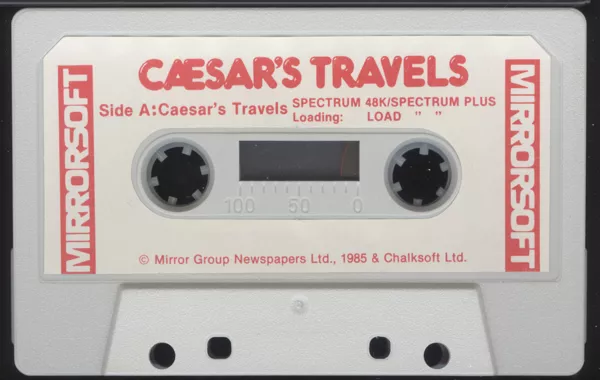 CÆSAR'S TRAVELS
MIRRORSOFT
Side A: Caesar's Travels
SPECTRUM 48K/SPECTRUM PLUS
Loading: LOAD " "
MIRRORSOFT
100 50 0
© Mirror Group Newspapers Ltd., 1985 & Chalksoft Ltd.